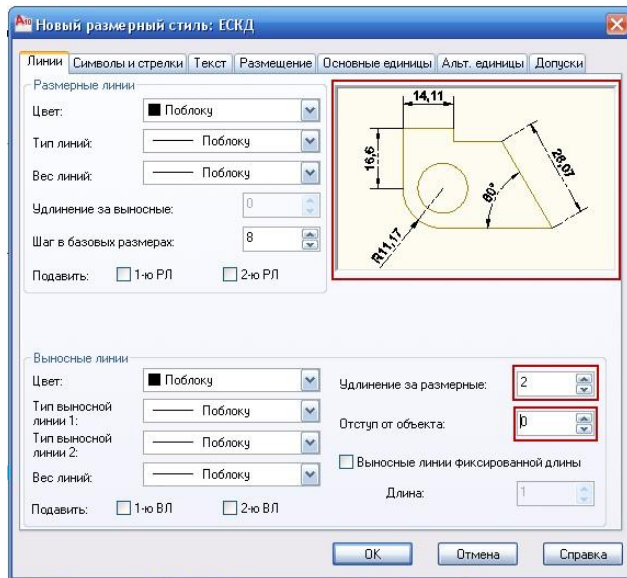 Новый размерный стиль: ЕСКД
Линии Символы и стрелки Текст Размещение Основные единицы Альт. единицы Допуски
Размерные линии
Цвет: Поблоку
Тип линий: Поблоку
Вес линий: Поблоку
Удлинение за выносные: 0
Шаг в базовых размерах: 8
Подавить: 1-ю РЛ 2-ю РЛ
14,11
16,6
28,07
60°
R11,17
Выносные линии
Цвет: Поблоку
Тип выносной линии 1: Поблоку
Тип выносной линии 2: Поблоку
Вес линий: Поблоку
Подавить: 1-ю ВЛ 2-ю ВЛ
Удлинение за размерные: 2
Отступ от объекта: 0
Выносные линии фиксированной длины
Длина: 1
OK Отмена Справка